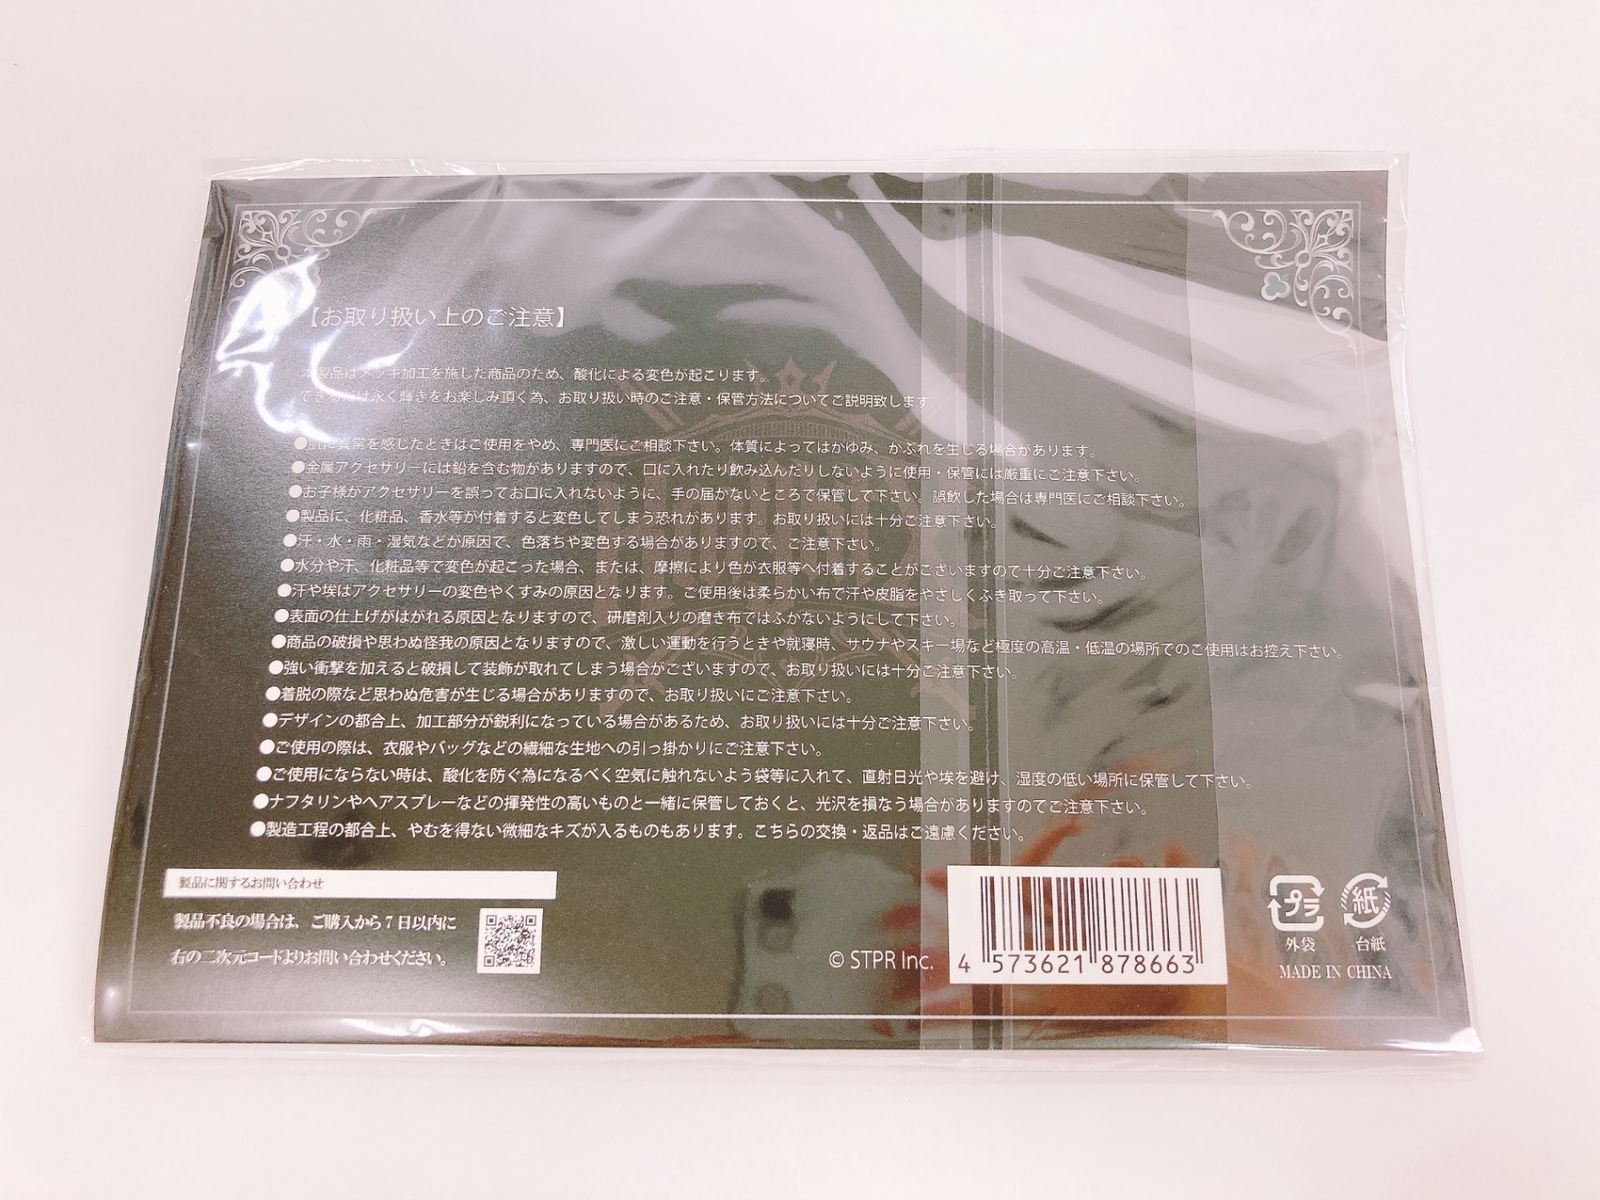 【お取り扱い上のご注意】
本製品はメッキ加工を施した商品のため、酸化による変色が起こります。
できるだけ永く輝きをお楽しみ頂く為、お取り扱い時のご注意・保管方法についてご説明致します。
●肌に異常を感じたときはご使用をやめ、専門医にご相談下さい。体質によってはかゆみ、かぶれを生じる場合があります。
●金属アクセサリーには鉛を含む物がありますので、口に入れたり飲み込んだりしないように使用・保管には厳重にご注意下さい。
●お子様がアクセサリーを誤ってお口に入れないように、手の届かないところで保管して下さい。誤飲した場合は専門医にご相談下さい。
●製品に、化粧品、香水等が付着すると変色してしまう恐れがあります。お取り扱いには十分ご注意下さい。
●汗・水・雨・湿気などが原因で、色落ちや変色する場合がありますので、ご注意下さい。
●水分や汗、化粧品等で変色が起こった場合、または、摩擦により色が衣服等へ付着することがございますので十分ご注意下さい。
●汗や埃はアクセサリーの変色やくすみの原因となります。ご使用後は柔らかい布で汗や皮脂をやさしくふき取って下さい。
●表面の仕上げがはがれる原因となりますので、研磨剤入りの磨き布ではふかないようにして下さい。
●商品の破損や思わぬ怪我の原因となりますので、激しい運動を行うときや就寝時、サウナやスキー場など極度の高温・低温の場所でのご使用はお控え下さい。
●強い衝撃を加えると破損して装飾が取れてしまう場合がございますので、お取り扱いには十分ご注意下さい。
●着脱の際など思わぬ危害が生じる場合がありますので、お取り扱いにご注意下さい。
●デザインの都合上、加工部分が鋭利になっている場合があるため、お取り扱いには十分ご注意下さい。
●ご使用の際は、衣服やバッグなどの繊細な生地への引っ掛かりにご注意下さい。
●ご使用にならない時は、酸化を防ぐ為になるべく空気に触れないよう袋等に入れて、直射日光や埃を避け、湿度の低い場所に保管して下さい。
●ナフタリンやヘアスプレーなどの揮発性の高いものと一緒に保管しておくと、光沢を損なう場合がありますのでご注意下さい。
●製造工程の都合上、やむを得ない微細なキズが入るものもあります。こちらの交換・返品はご遠慮ください。
製品に関するお問い合わせ
製品不良の場合は、ご購入から7日以内に
右の二次元コードよりお問い合わせください。
© STPR Inc.
4 573621 878663
プラ
外袋
紙
台紙
MADE IN CHINA